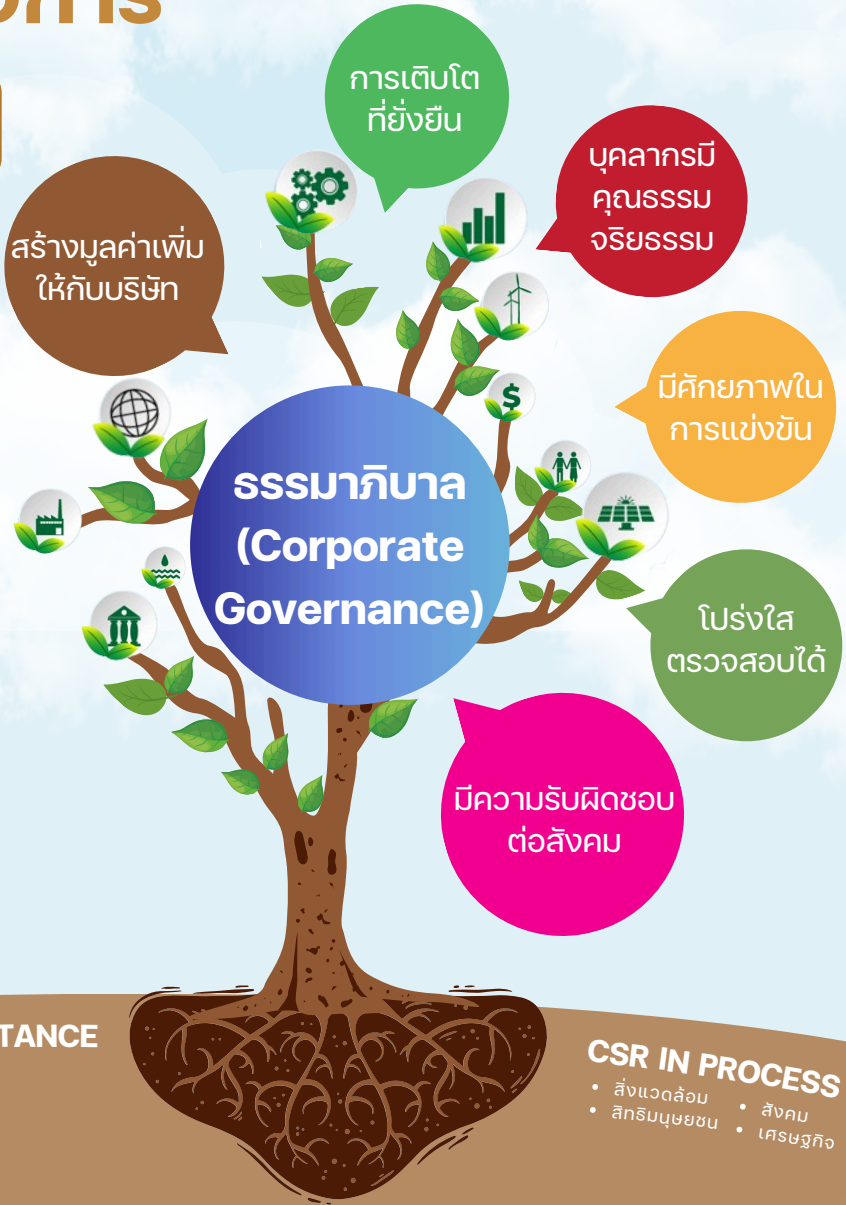 การเติบโต
ที่ยั่งยืน
บุคลากรมี
คุณธรรม
จริยธรรม
สร้างมูลค่าเพิ่ม
ให้กับบริษัท
มีศักยภาพใน
การแข่งขัน
ธรรมาภิบาล
(Corporate
Governance)
โปร่งใส
ตรวจสอบได้
มีความรับผิดชอบ
ต่อสังคม
TANCE
CSR IN PROCESS
• สิ่งแวดล้อม • สังคม
• สิทธิมนุษยชน • เศรษฐกิจ